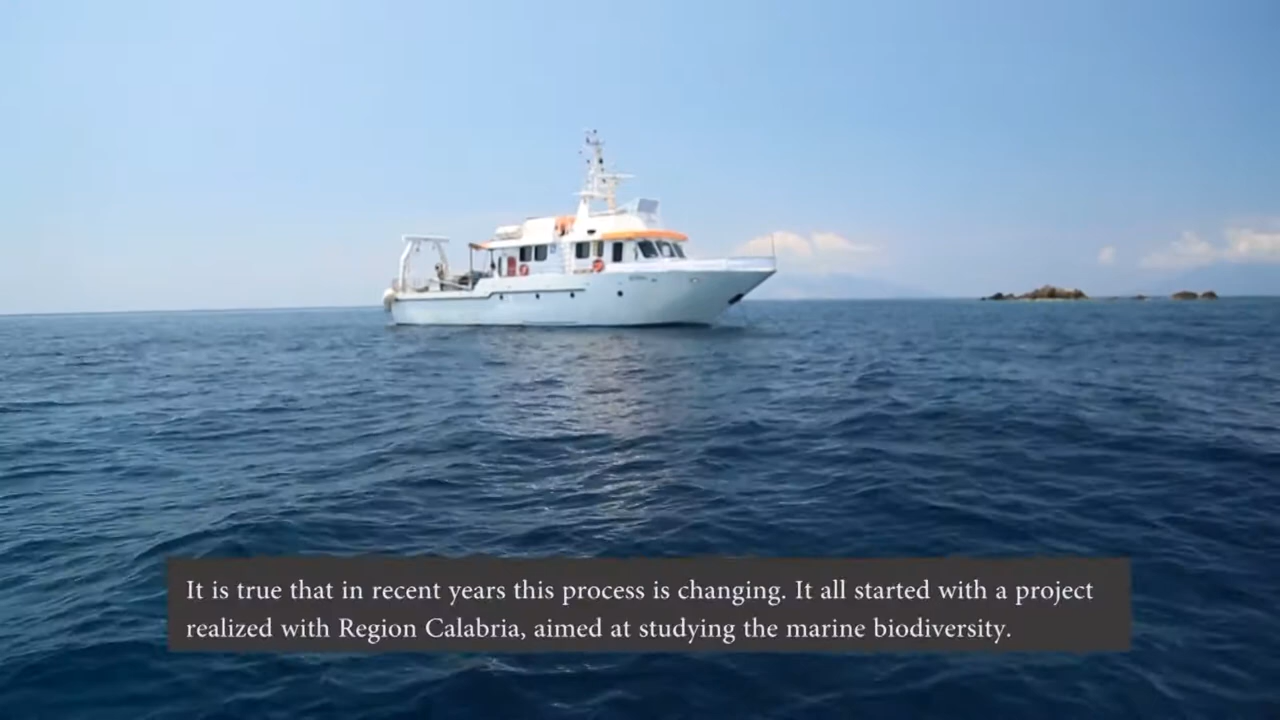 It is true that in recent years this process is changing. It all started with a project
realized with Region Calabria, aimed at studying the marine biodiversity.